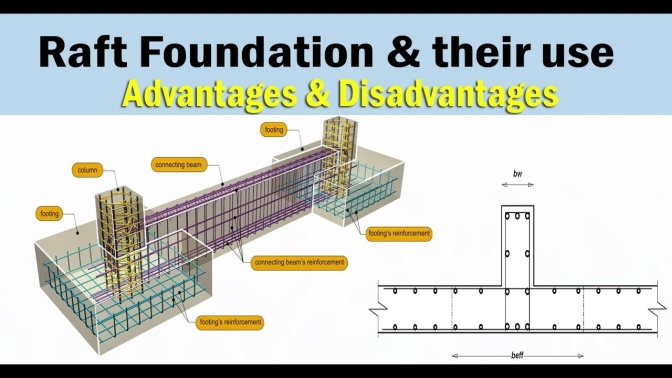 Raft Foundation & their use
Advantages & Disadvantages
footing
connecting beam
column
footing
footing's reinforcement
connecting beam's reinforcement
footing's reinforcement
bw
beff